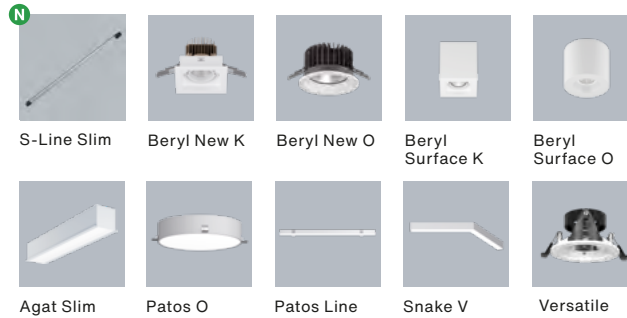 N
S-Line Slim
Beryl New K
Beryl New O
Beryl
Surface K
Beryl
Surface O
Agat Slim
Patos O
Patos Line
Snake V
Versatile